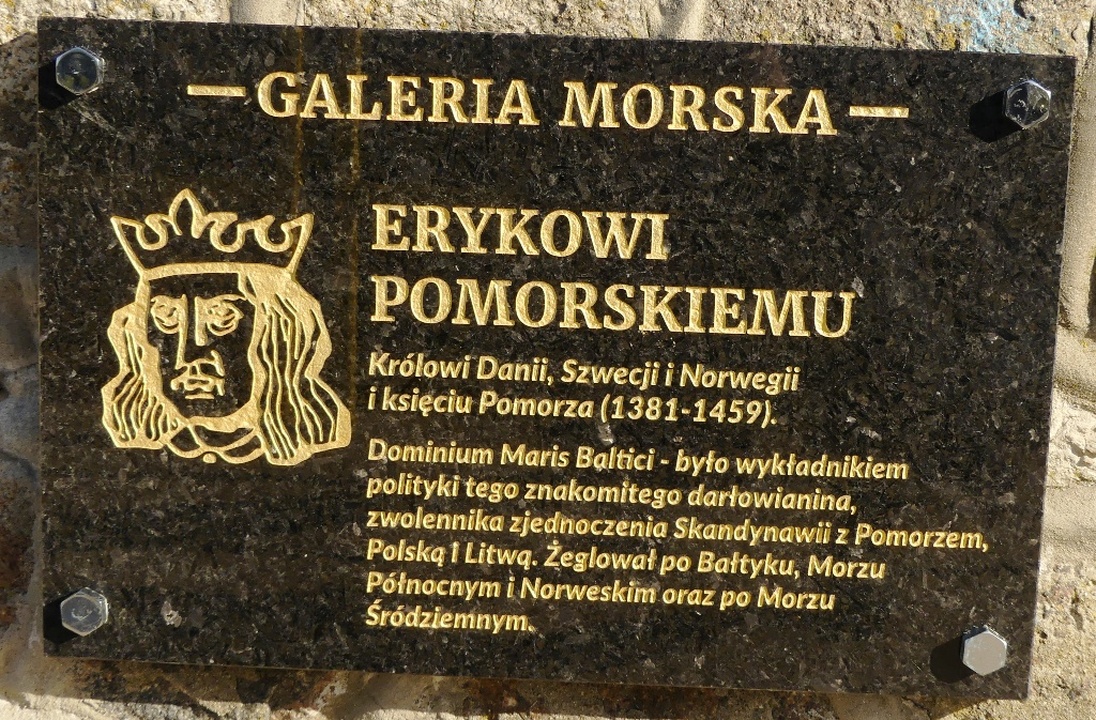 GALERIA MORSKA
ERYKOWI
POMORSKIEMU
Królowi Danii, Szwecji i Norwegii
i księciu Pomorza (1381-1459).
Dominium Maris Baltici - było wykładnikiem
polityki tego znakomitego darłowianina,
zwolennika zjednoczenia Skandynawii z Pomorzem,
Polską i Litwą. Żeglował po Bałtyku, Morzu
Północnym i Norweskim oraz po Morzu
Śródziemnym.